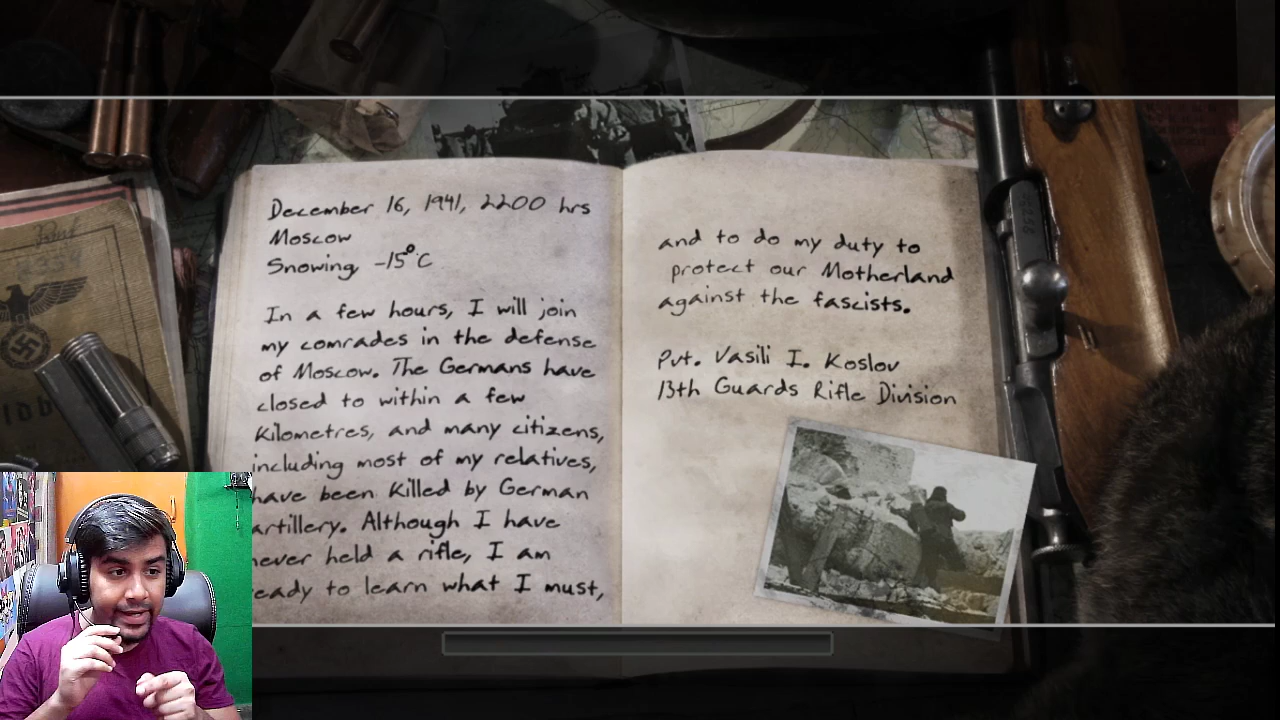 December 16, 1941, 2200 hrs
Moscow
Snowing -15°C
In a few hours, I will join
my comrades in the defense
of Moscow. The Germans have
closed to within a few
kilometres, and many citizens,
including most of my relatives,
have been killed by German
artillery. Although I have
never held a rifle, I am
eady to learn what I must,
and to do my duty to
protect our Motherland
against the fascists.
Pvt. Vasili I. Koslov
13th Guards Rifle Division